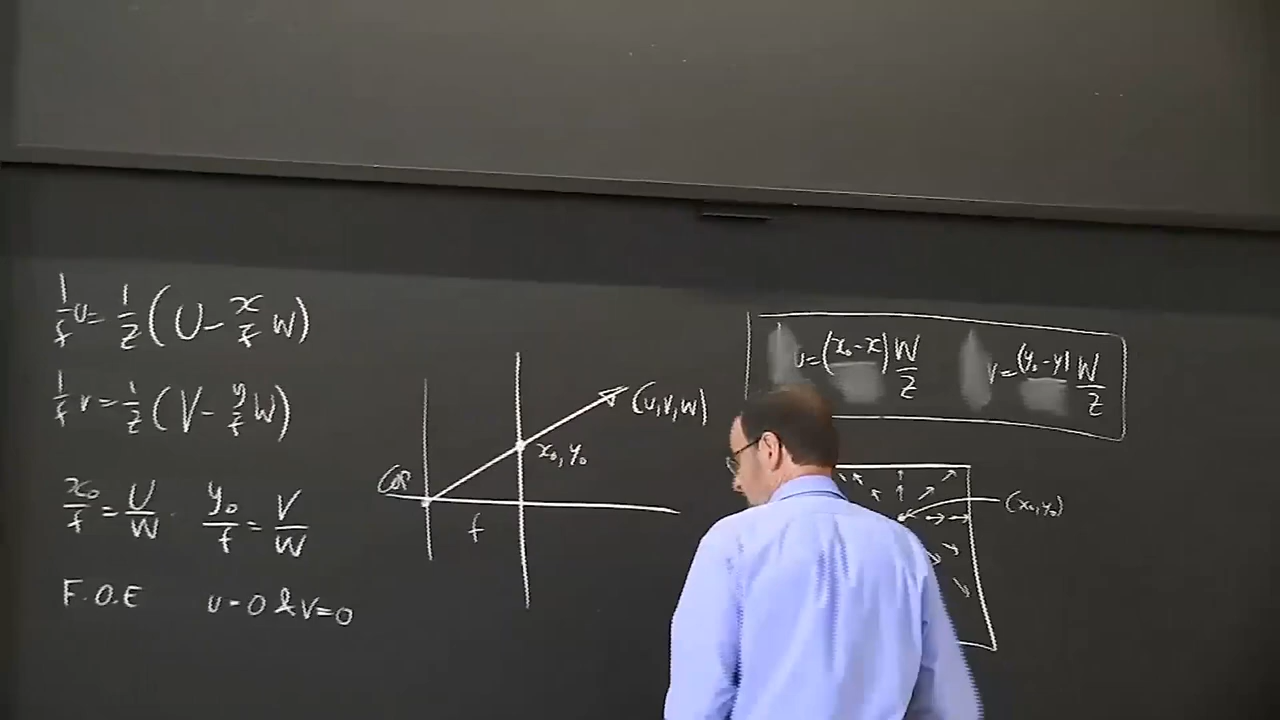 1/f u = 1/Z (U - x/f W)
1/f v = 1/Z (V - y/f W)
x₀/f = U/W . y₀/f = V/W
F.O.E u = 0 & v = 0
COP
f
x₀, y₀
(U, V, W)
u = (x₀ - x) W/Z v = (y₀ - y) W/Z
(x₀, y₀)